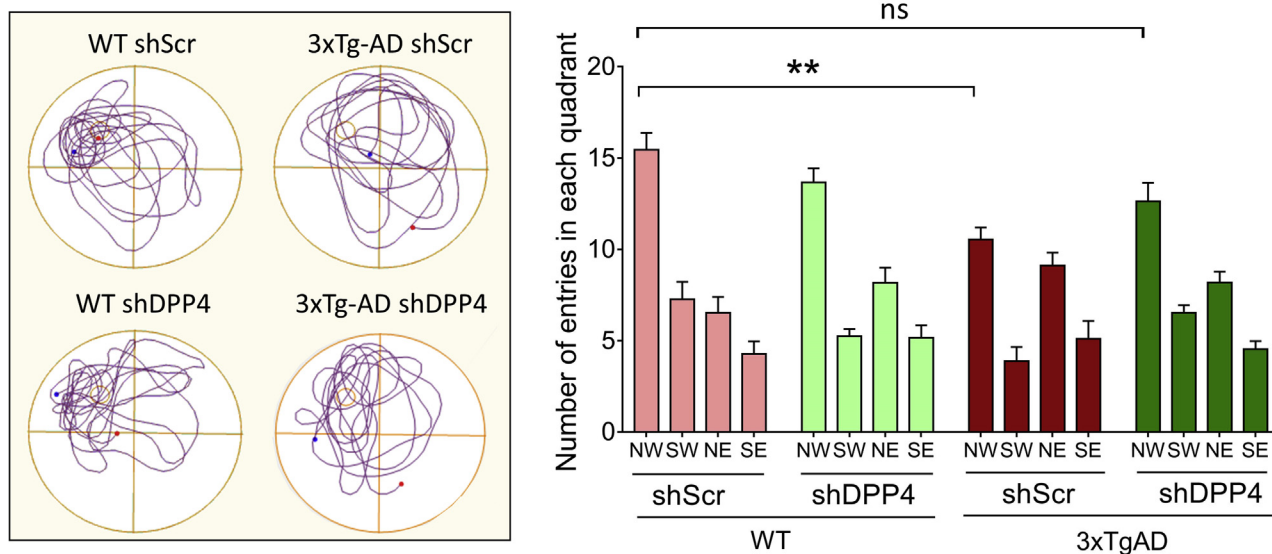 WT shScr 3xTg-AD shScr
WT shDPP4 3xTg-AD shDPP4
ns
**
Number of entries in each quadrant
20
15
10
5
0
NW SW NE SE NW SW NE SE NW SW NE SE NW SW NE SE
shScr shDPP4 shScr shDPP4
WT 3xTgAD